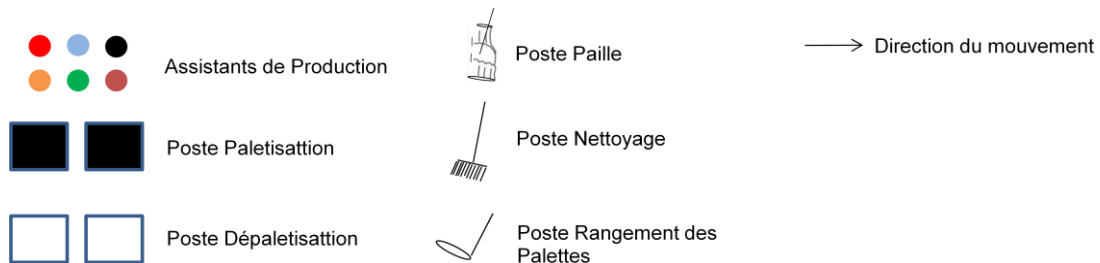 Assistants de Production
Poste Paletisattion
Poste Dépaletisattion
Poste Paille
Poste Nettoyage
Poste Rangement des
Palettes
Direction du mouvement